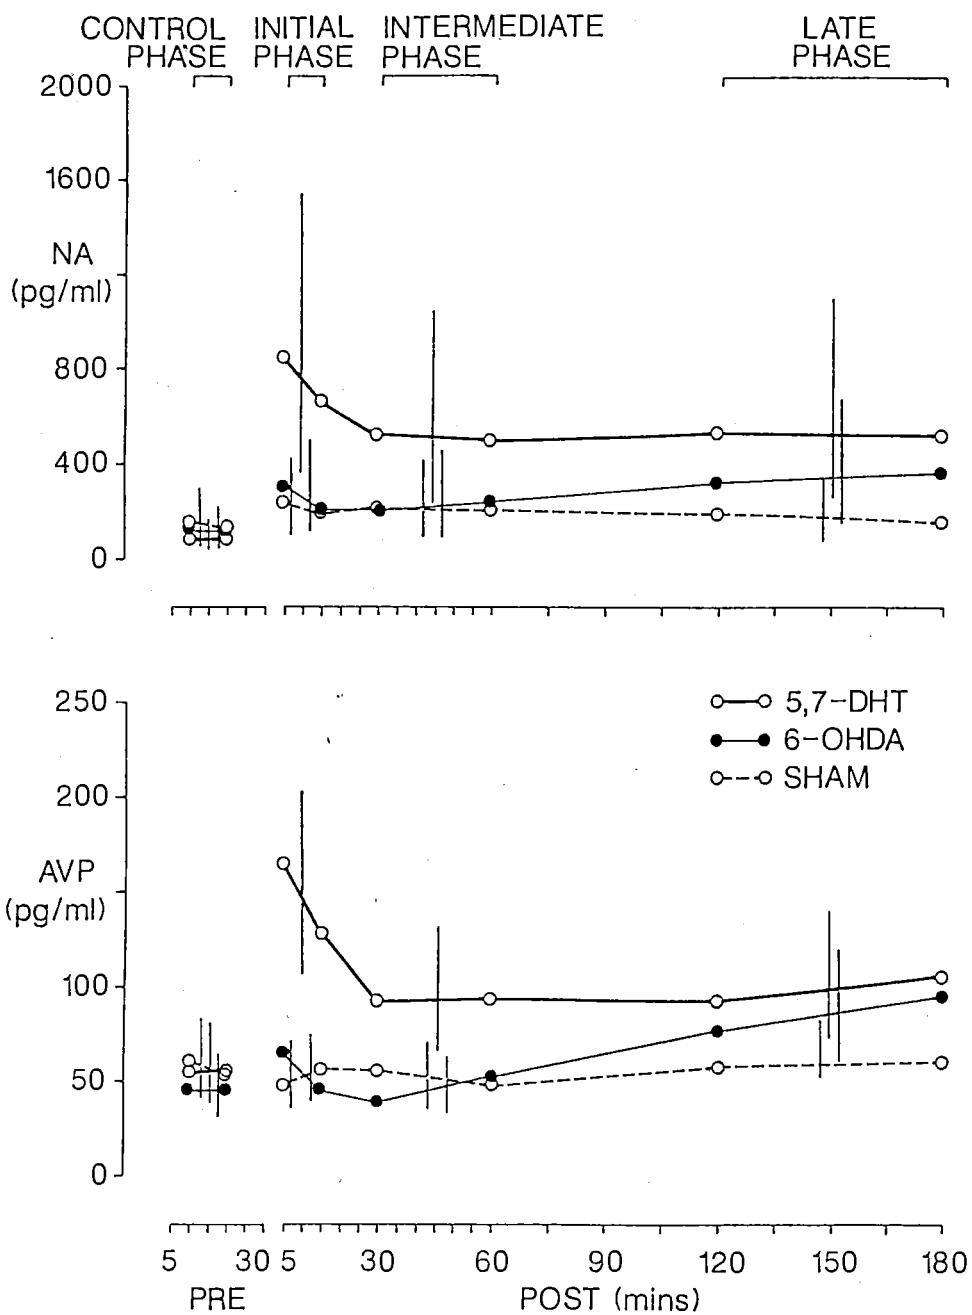 CONTROL PHASE
INITIAL PHASE
INTERMEDIATE PHASE
LATE PHASE
2000
1600
NA
(pg/ml)
800
400
0
250
5,7-DHT
6-OHDA
SHAM
200
AVP
(pg/ml)
100
50
0
5 30 5 30 60 90 120 150 180
PRE POST (mins)